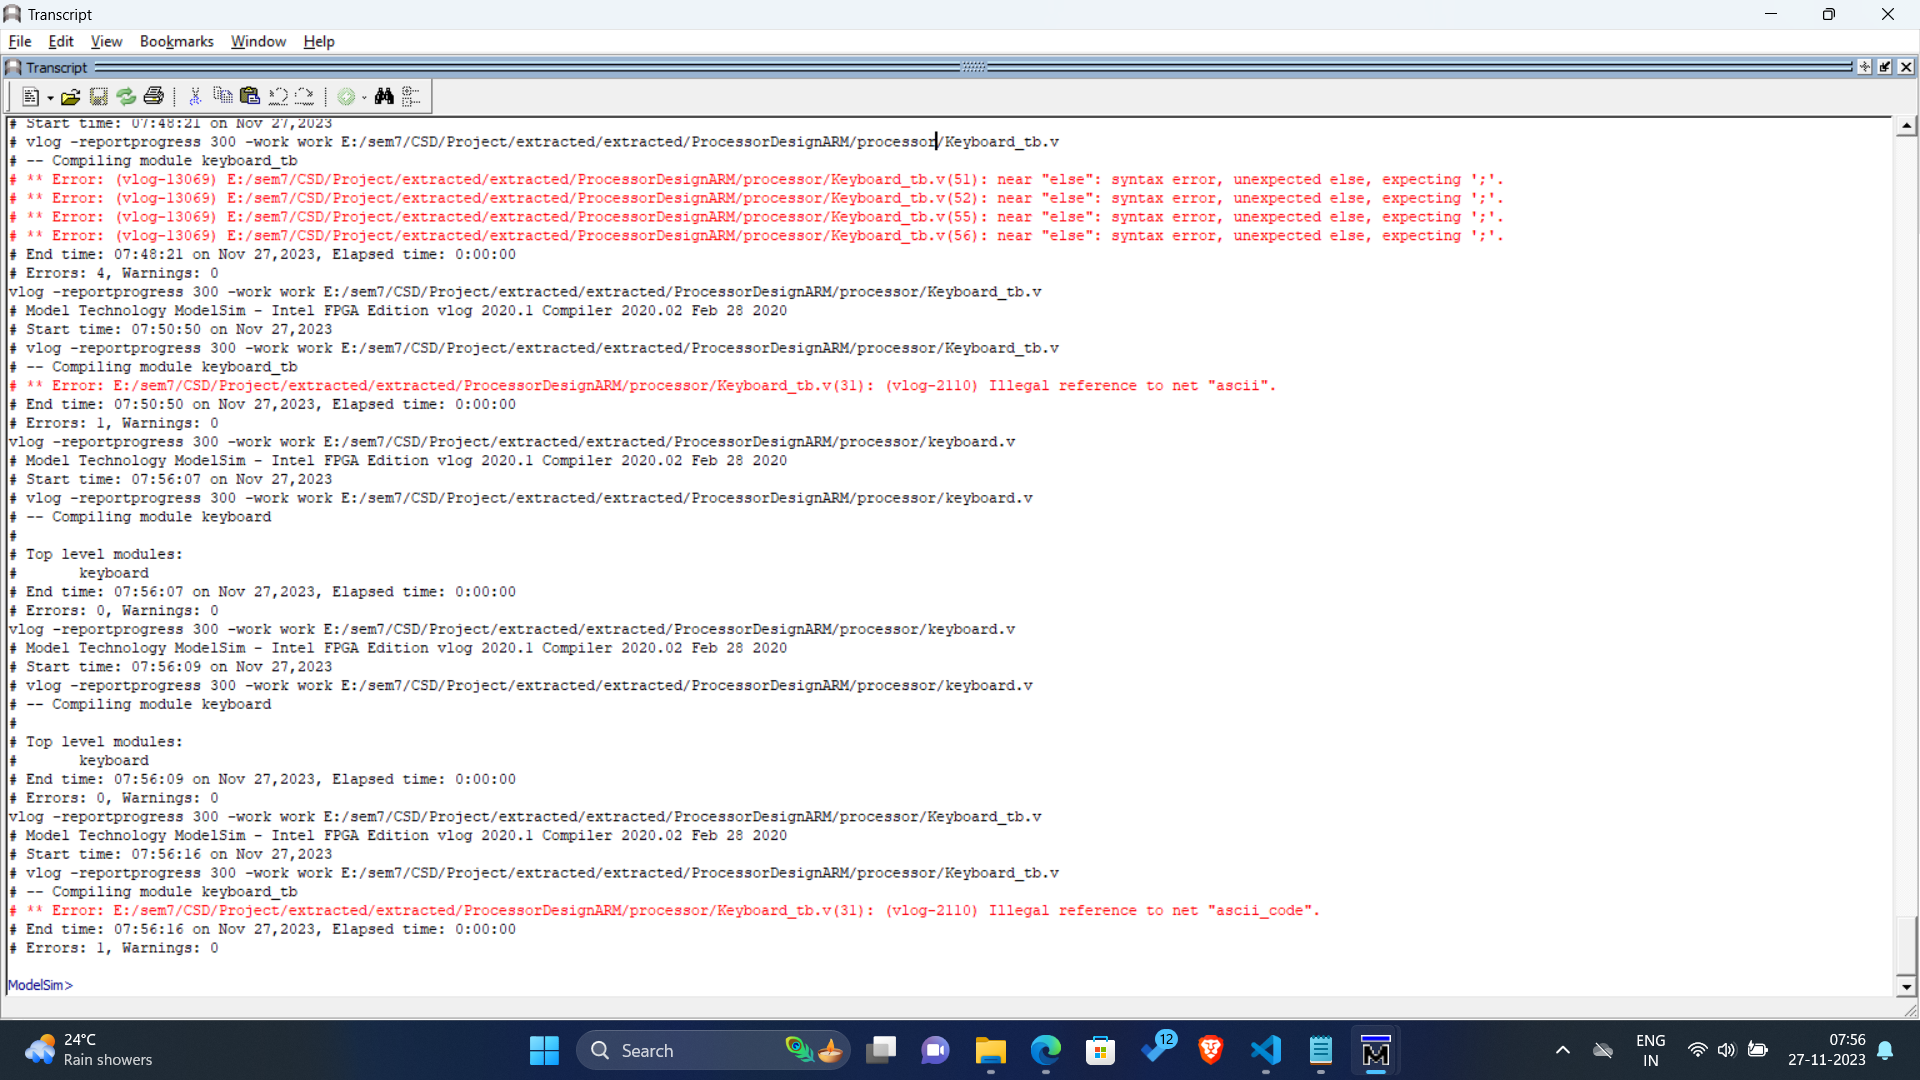 Transcript
File Edit View Bookmarks Window Help
Transcript
# Start time: 07:48:21 on Nov 27,2023
# vlog -reportprogress 300 -work work E:/sem7/CSD/Project/extracted/extracted/ProcessorDesignARM/processor/Keyboard_tb.v
# -- Compiling module keyboard_tb
# ** Error: (vlog-13069) E:/sem7/CSD/Project/extracted/extracted/ProcessorDesignARM/processor/Keyboard_tb.v(51): near "else": syntax error, unexpected else, expecting ';'.
# ** Error: (vlog-13069) E:/sem7/CSD/Project/extracted/extracted/ProcessorDesignARM/processor/Keyboard_tb.v(52): near "else": syntax error, unexpected else, expecting ';'.
# ** Error: (vlog-13069) E:/sem7/CSD/Project/extracted/extracted/ProcessorDesignARM/processor/Keyboard_tb.v(55): near "else": syntax error, unexpected else, expecting ';'.
# ** Error: (vlog-13069) E:/sem7/CSD/Project/extracted/extracted/ProcessorDesignARM/processor/Keyboard_tb.v(56): near "else": syntax error, unexpected else, expecting ';'.
# End time: 07:48:21 on Nov 27,2023, Elapsed time: 0:00:00
# Errors: 4, Warnings: 0
vlog -reportprogress 300 -work work E:/sem7/CSD/Project/extracted/extracted/ProcessorDesignARM/processor/Keyboard_tb.v
# Model Technology ModelSim - Intel FPGA Edition vlog 2020.1 Compiler 2020.02 Feb 28 2020
# Start time: 07:50:50 on Nov 27,2023
# vlog -reportprogress 300 -work work E:/sem7/CSD/Project/extracted/extracted/ProcessorDesignARM/processor/Keyboard_tb.v
# -- Compiling module keyboard_tb
# ** Error: E:/sem7/CSD/Project/extracted/extracted/ProcessorDesignARM/processor/Keyboard_tb.v(31): (vlog-2110) Illegal reference to net "ascii".
# End time: 07:50:50 on Nov 27,2023, Elapsed time: 0:00:00
# Errors: 1, Warnings: 0
vlog -reportprogress 300 -work work E:/sem7/CSD/Project/extracted/extracted/ProcessorDesignARM/processor/keyboard.v
# Model Technology ModelSim - Intel FPGA Edition vlog 2020.1 Compiler 2020.02 Feb 28 2020
# Start time: 07:56:07 on Nov 27,2023
# vlog -reportprogress 300 -work work E:/sem7/CSD/Project/extracted/extracted/ProcessorDesignARM/processor/keyboard.v
# -- Compiling module keyboard
#
# Top level modules:
# keyboard
# End time: 07:56:07 on Nov 27,2023, Elapsed time: 0:00:00
# Errors: 0, Warnings: 0
vlog -reportprogress 300 -work work E:/sem7/CSD/Project/extracted/extracted/ProcessorDesignARM/processor/keyboard.v
# Model Technology ModelSim - Intel FPGA Edition vlog 2020.1 Compiler 2020.02 Feb 28 2020
# Start time: 07:56:09 on Nov 27,2023
# vlog -reportprogress 300 -work work E:/sem7/CSD/Project/extracted/extracted/ProcessorDesignARM/processor/keyboard.v
# -- Compiling module keyboard
#
# Top level modules:
# keyboard
# End time: 07:56:09 on Nov 27,2023, Elapsed time: 0:00:00
# Errors: 0, Warnings: 0
vlog -reportprogress 300 -work work E:/sem7/CSD/Project/extracted/extracted/ProcessorDesignARM/processor/Keyboard_tb.v
# Model Technology ModelSim - Intel FPGA Edition vlog 2020.1 Compiler 2020.02 Feb 28 2020
# Start time: 07:56:16 on Nov 27,2023
# vlog -reportprogress 300 -work work E:/sem7/CSD/Project/extracted/extracted/ProcessorDesignARM/processor/Keyboard_tb.v
# -- Compiling module keyboard_tb
# ** Error: E:/sem7/CSD/Project/extracted/extracted/ProcessorDesignARM/processor/Keyboard_tb.v(31): (vlog-2110) Illegal reference to net "ascii_code".
# End time: 07:56:16 on Nov 27,2023, Elapsed time: 0:00:00
# Errors: 1, Warnings: 0
ModelSim>
24°C
Rain showers
Search
12
M
ENG
IN
07:56
27-11-2023